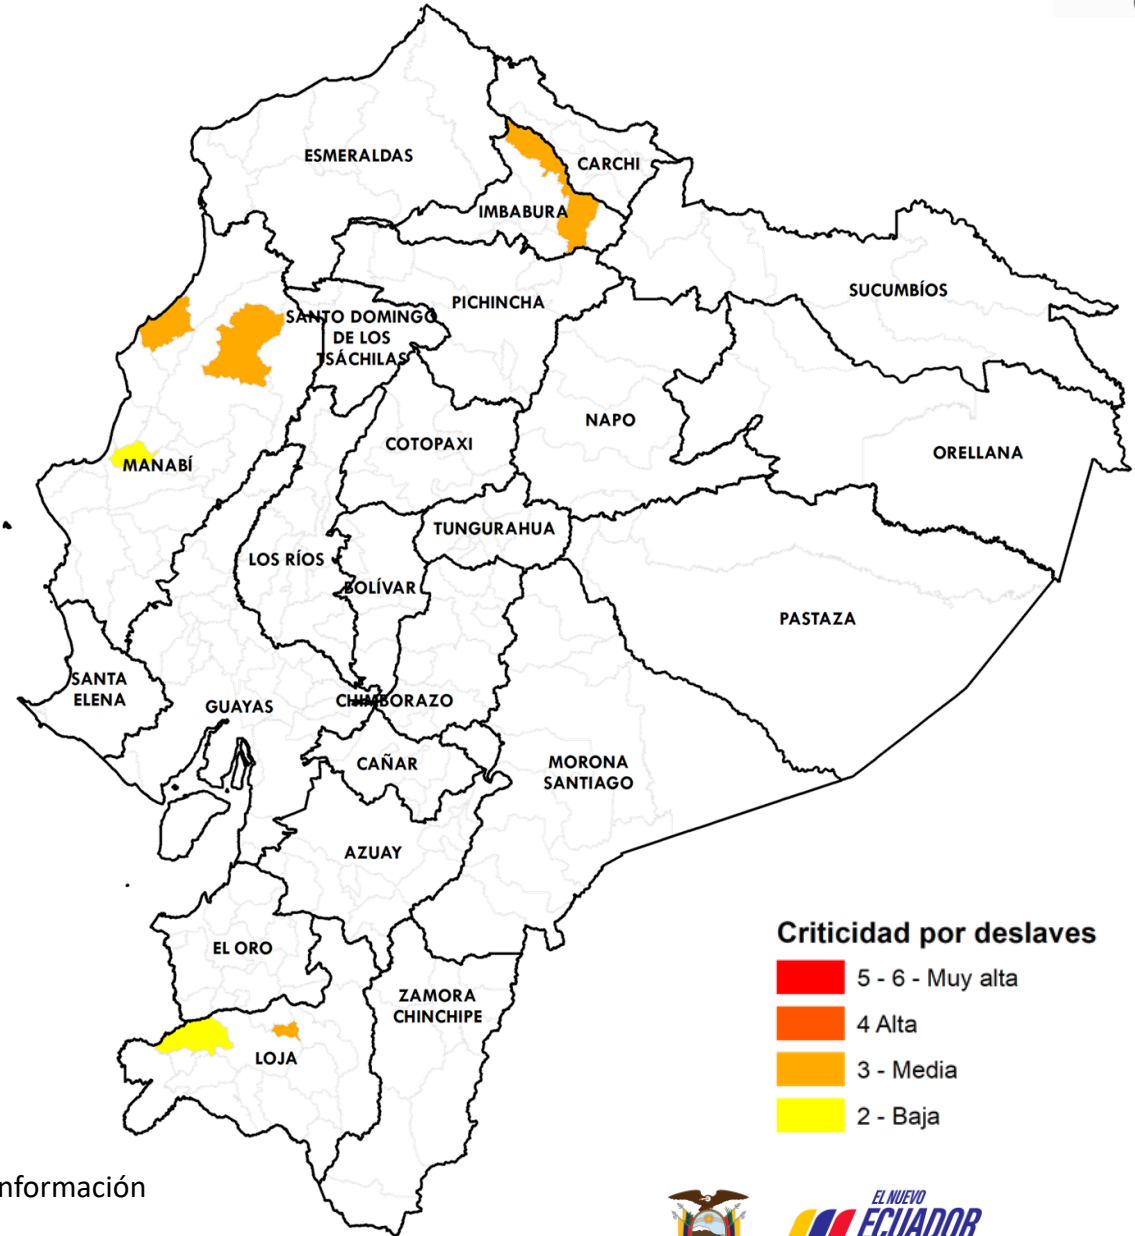 ESMERALDAS
CARCHI
IMBABURA
SUCUMBÍOS
PICHINCHA
SANTO DOMINGO
DE LOS
TSÁCHILAS
NAPO
COTOPAXI
ORELLANA
MANABÍ
TUNGURAHUA
LOS RÍOS
BOLÍVAR
PASTAZA
SANTA
ELENA
GUAYAS
CHIMBORAZO
CAÑAR
MORONA
SANTIAGO
AZUAY
EL ORO
ZAMORA
CHINCHIPE
LOJA
Criticidad por deslaves
5 - 6 - Muy alta
4 Alta
3 - Media
2 - Baja
nformación
EL NUEVO
ECUADOR